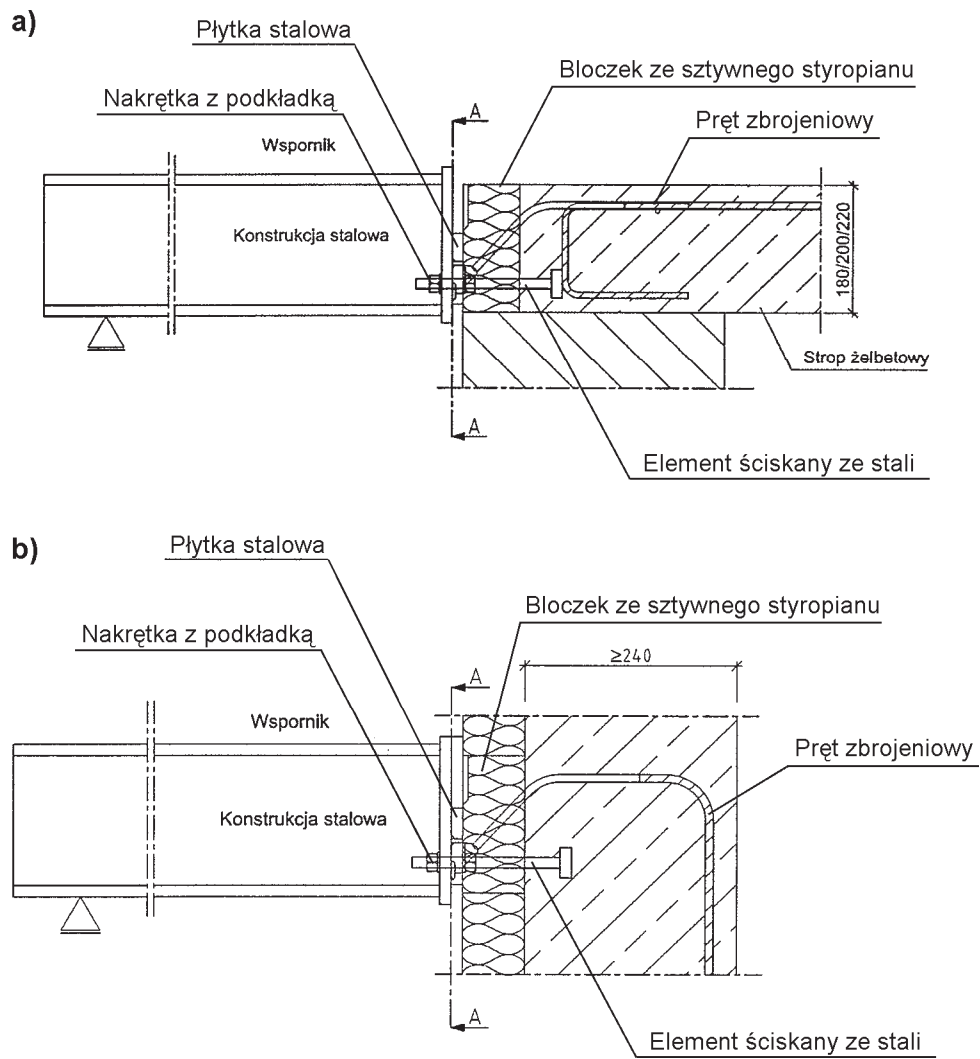 a)
Płytka stalowa
Bloczek ze sztywnego styropianu
Nakrętka z podkładką
A
Pręt zbrojeniowy
Wspornik
Konstrukcja stalowa
180/200/220
Strop żelbetowy
A
Element ściskany ze stali
b)
Płytka stalowa
Bloczek ze sztywnego styropianu
Nakrętka z podkładką
≥240
A
Wspornik
Pręt zbrojeniowy
Konstrukcja stalowa
A
Element ściskany ze stali